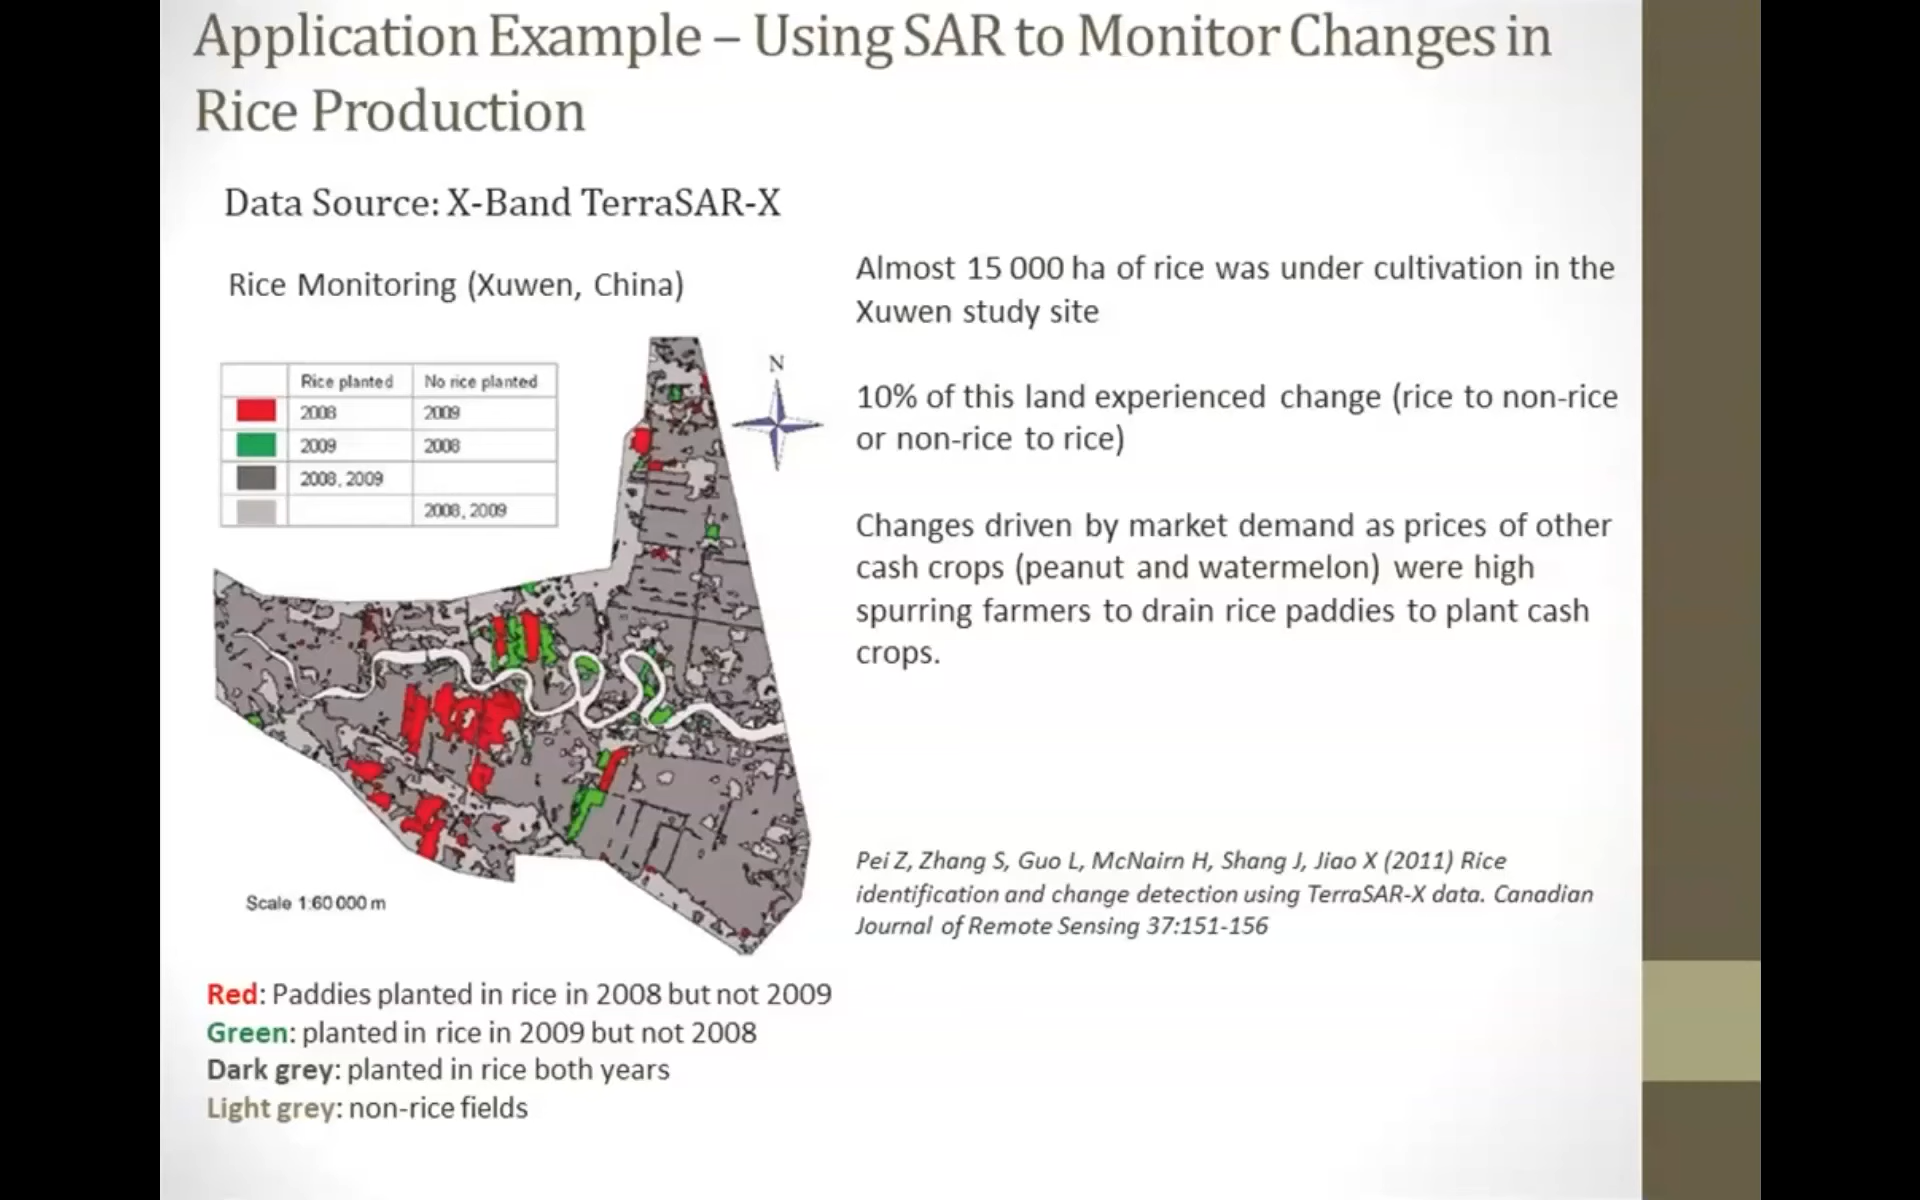 Application Example – Using SAR to Monitor Changes in
Rice Production
Data Source: X-Band TerraSAR-X
Rice Monitoring (Xuwen, China)
Rice planted No rice planted
2008 2009
2009 2008
2008, 2009
2008, 2009
N
Scale 1:60 000 m
Red: Paddies planted in rice in 2008 but not 2009
Green: planted in rice in 2009 but not 2008
Dark grey: planted in rice both years
Light grey: non-rice fields
Almost 15 000 ha of rice was under cultivation in the
Xuwen study site
10% of this land experienced change (rice to non-rice
or non-rice to rice)
Changes driven by market demand as prices of other
cash crops (peanut and watermelon) were high
spurring farmers to drain rice paddies to plant cash
crops.
Pei Z, Zhang S, Guo L, McNairn H, Shang J, Jiao X (2011) Rice
identification and change detection using TerraSAR-X data. Canadian
Journal of Remote Sensing 37:151-156